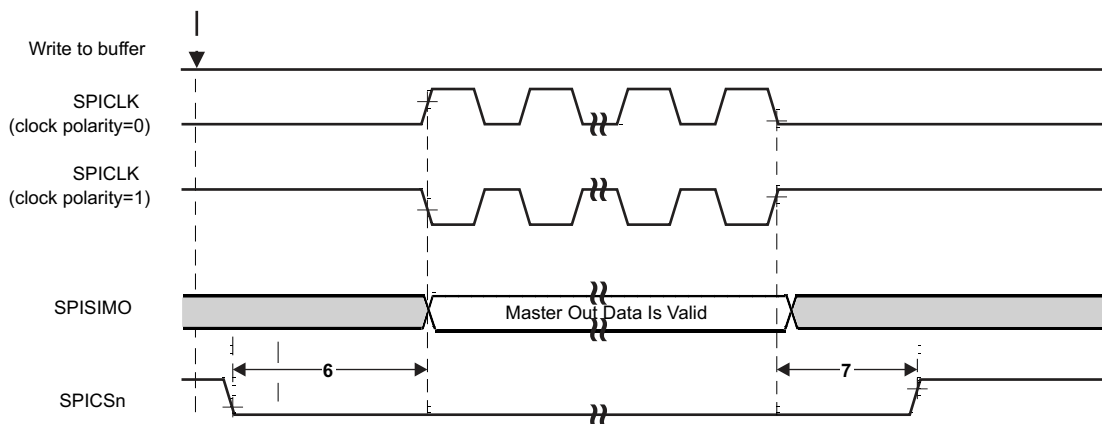 Write to buffer
SPICLK
(clock polarity=0)
SPICLK
(clock polarity=1)
SPISIMO
Master Out Data Is Valid
6
7
SPICSn